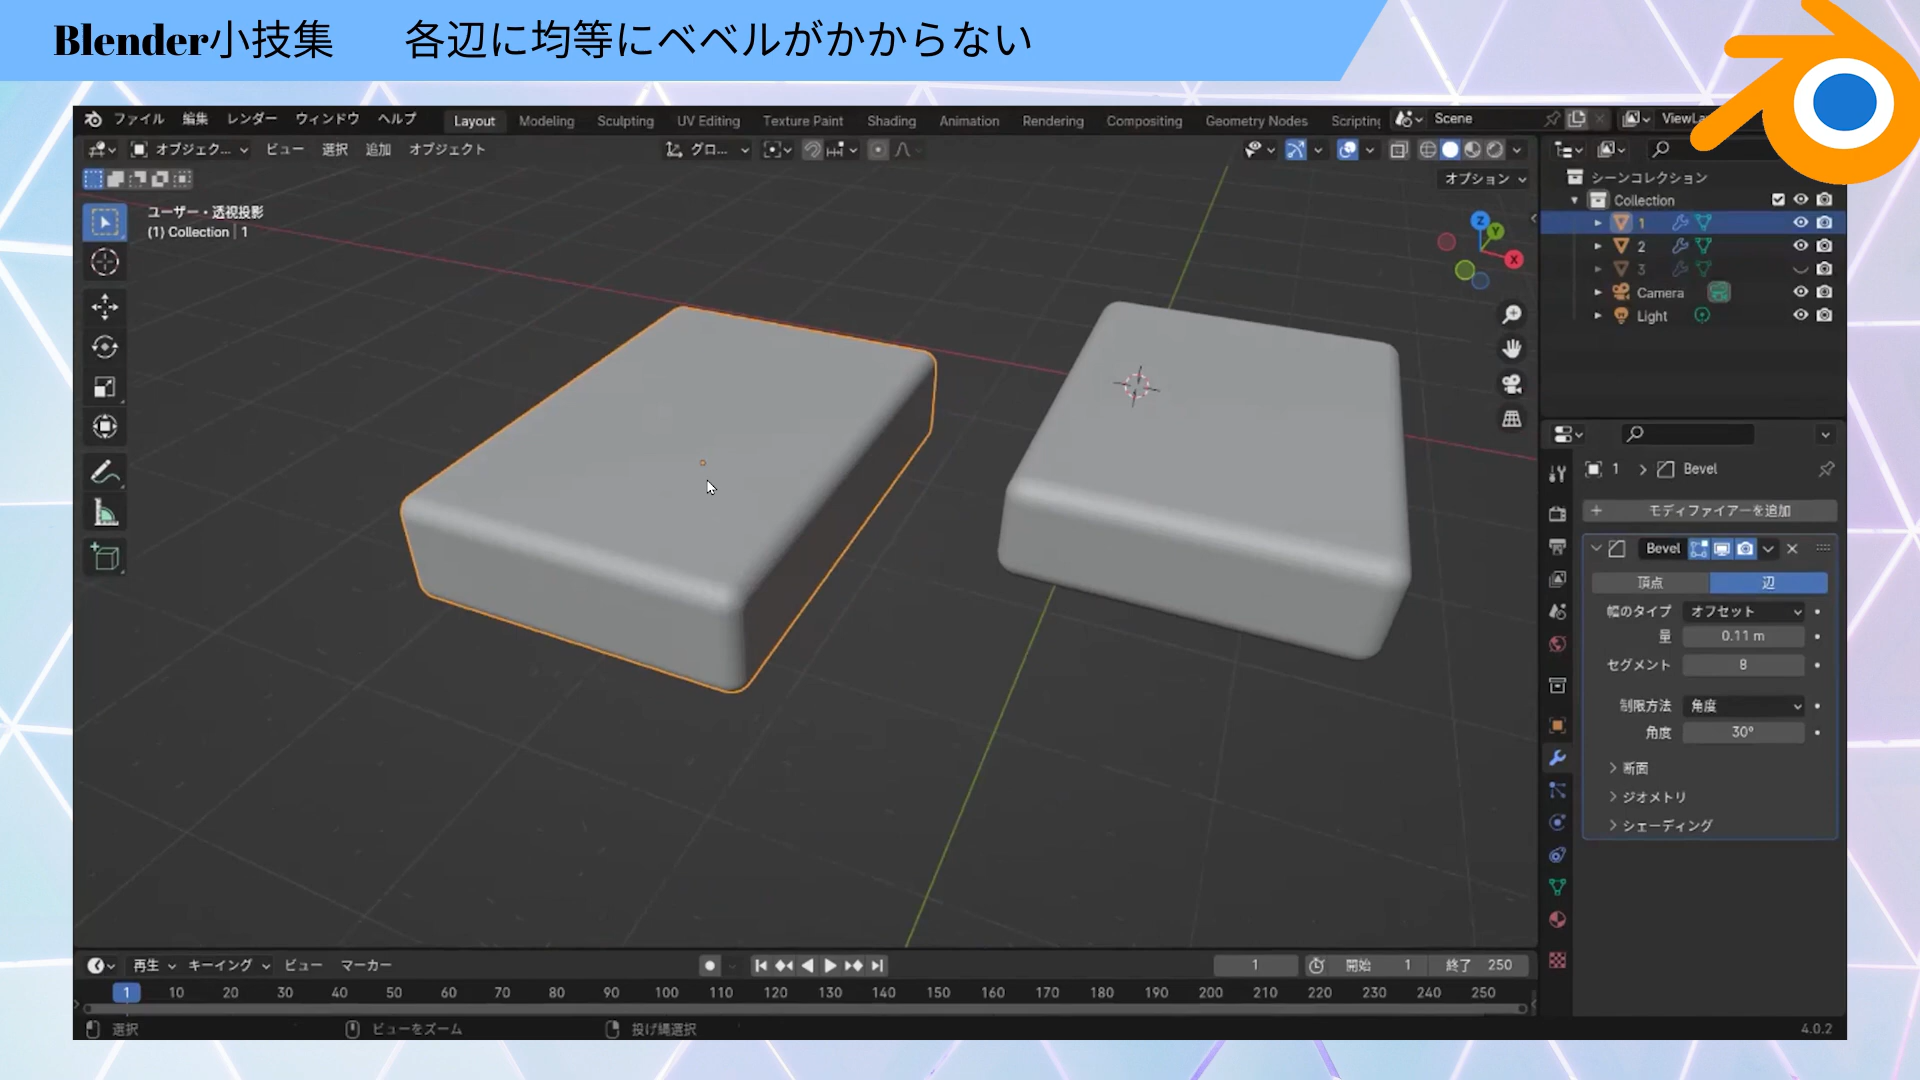 Blender小技集 各辺に均等にベベルがかからない
ファイル 編集 レンダー ウィンドウ ヘルプ Layout Modeling Sculpting UV Editing Texture Paint Shading Animation Rendering Compositing Geometry Nodes Scripting Scene ViewLa
オブジェク... ビュー 選択 追加 オブジェクト グロ...
オプション
ユーザー・透視投影
(1) Collection | 1
Z
Y
X
シーンコレクション
Collection
1
2
3
Camera
Light
1 > Bevel
モディファイアーを追加
Bevel
頂点 辺
幅のタイプ オフセット
量 0.11 m
セグメント 8
制限方法 角度
角度 30°
断面
ジオメトリ
シェーディング
再生 キーイング ビュー マーカー 1 開始 1 終了 250
1 10 20 30 40 50 60 70 80 90 100 110 120 130 140 150 160 170 180 190 200 210 220 230 240 250
選択 ビューをズーム 投げ縄選択 4.0.2